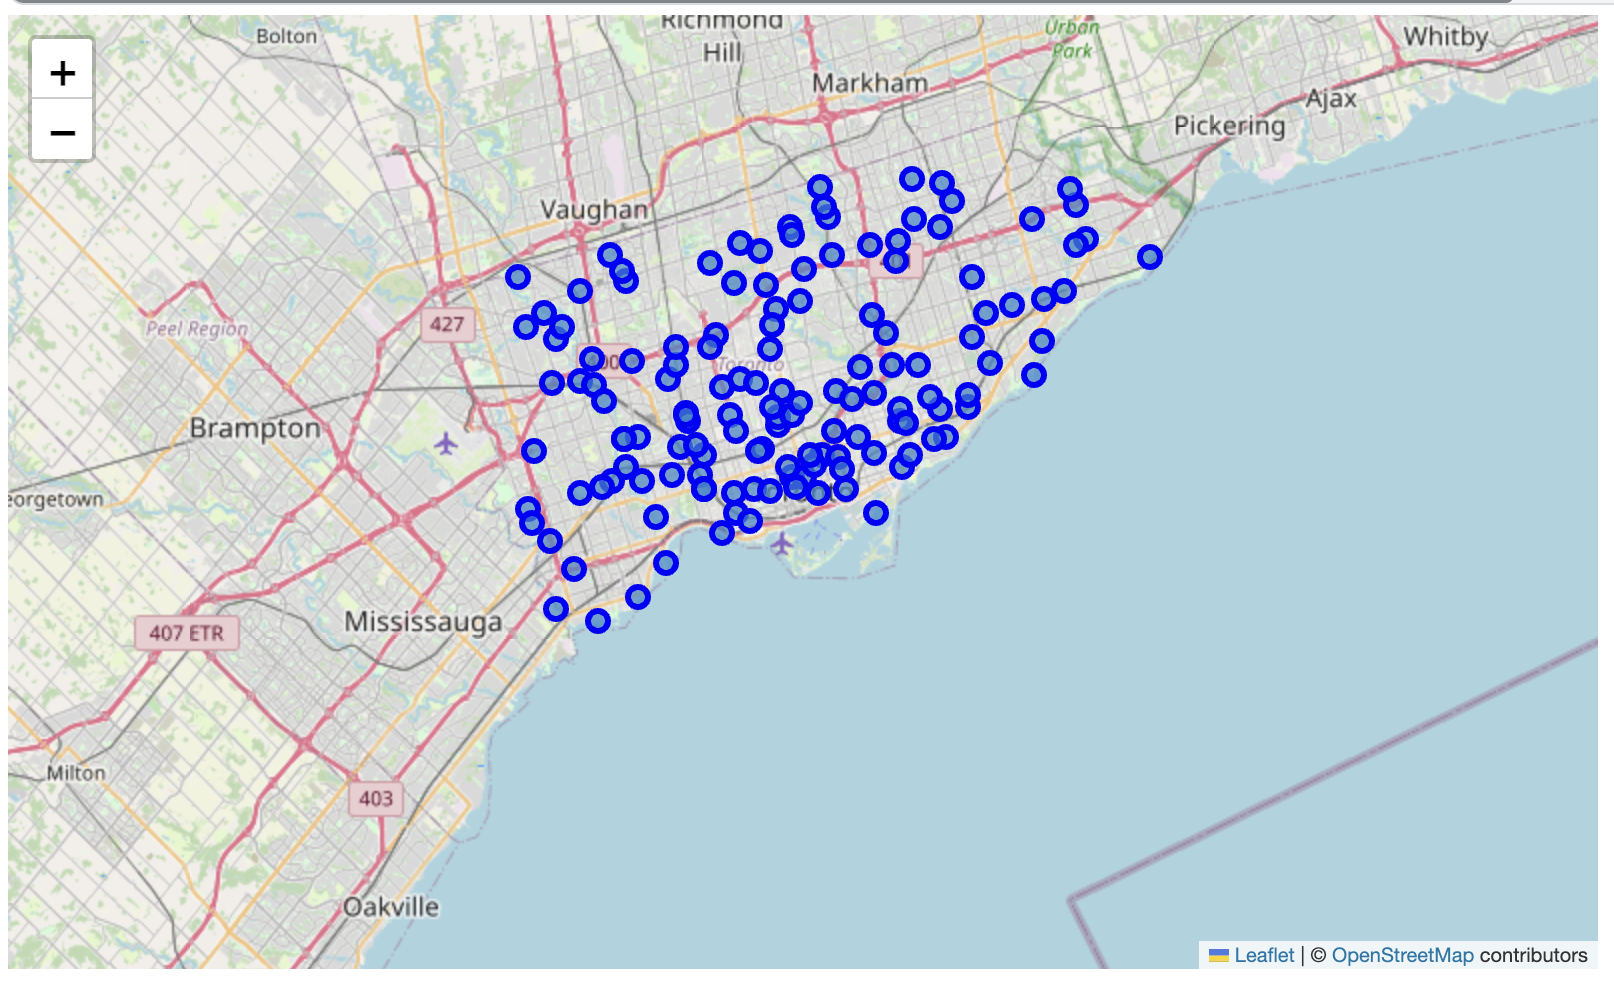 Richmond
Hill
Bolton
Urban
Park
Whitby
Markham
Ajax
Pickering
+
−
Vaughan
Peel Region
427
Toronto
Brampton
eorgetown
Mississauga
407 ETR
Milton
403
Oakville
Leaflet | © OpenStreetMap contributors